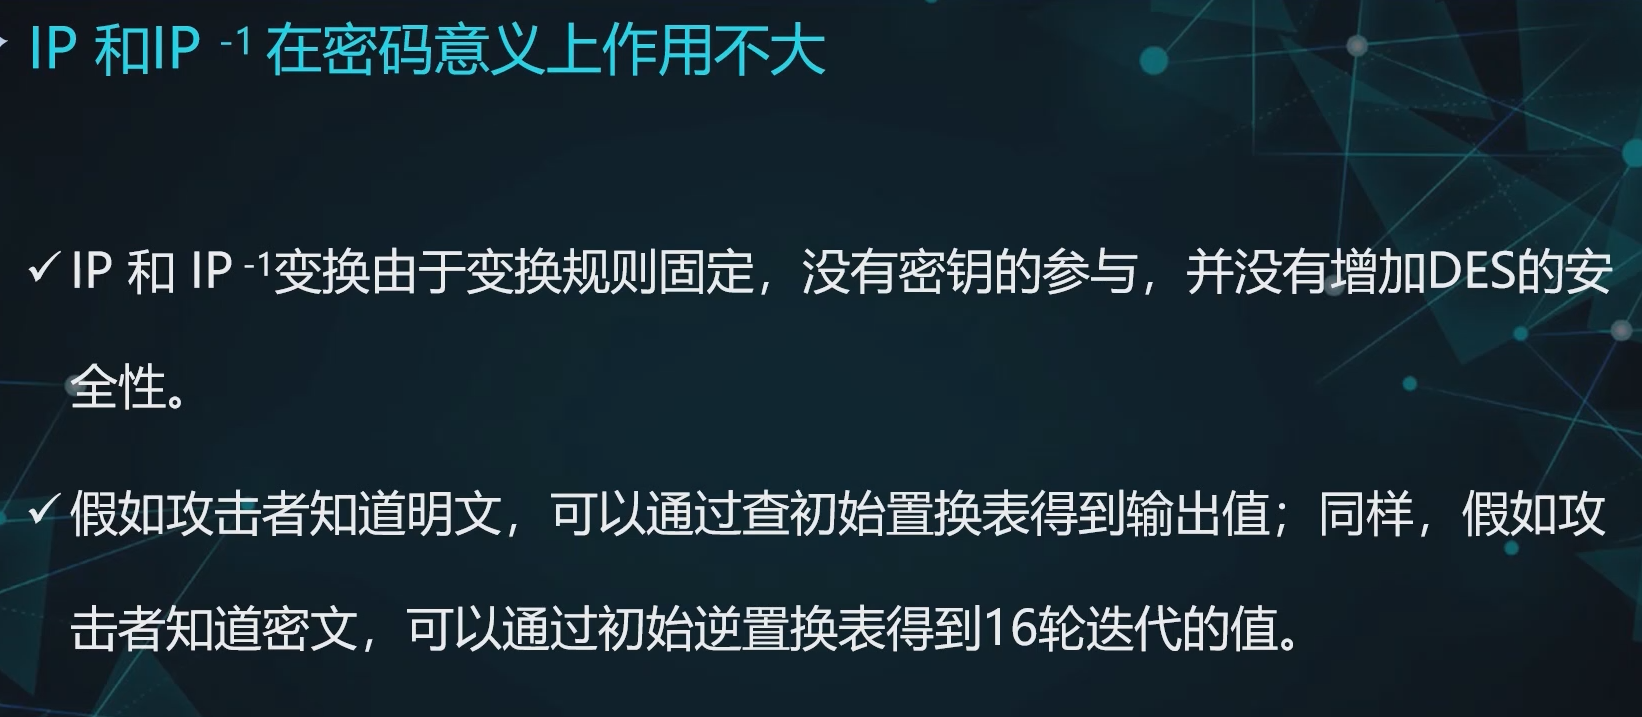 IP 和IP -1 在密码意义上作用不大
✓IP 和 IP -1变换由于变换规则固定，没有密钥的参与，并没有增加DES的安
全性。
✓假如攻击者知道明文，可以通过查初始置换表得到输出值；同样，假如攻
击者知道密文，可以通过初始逆置换表得到16轮迭代的值。